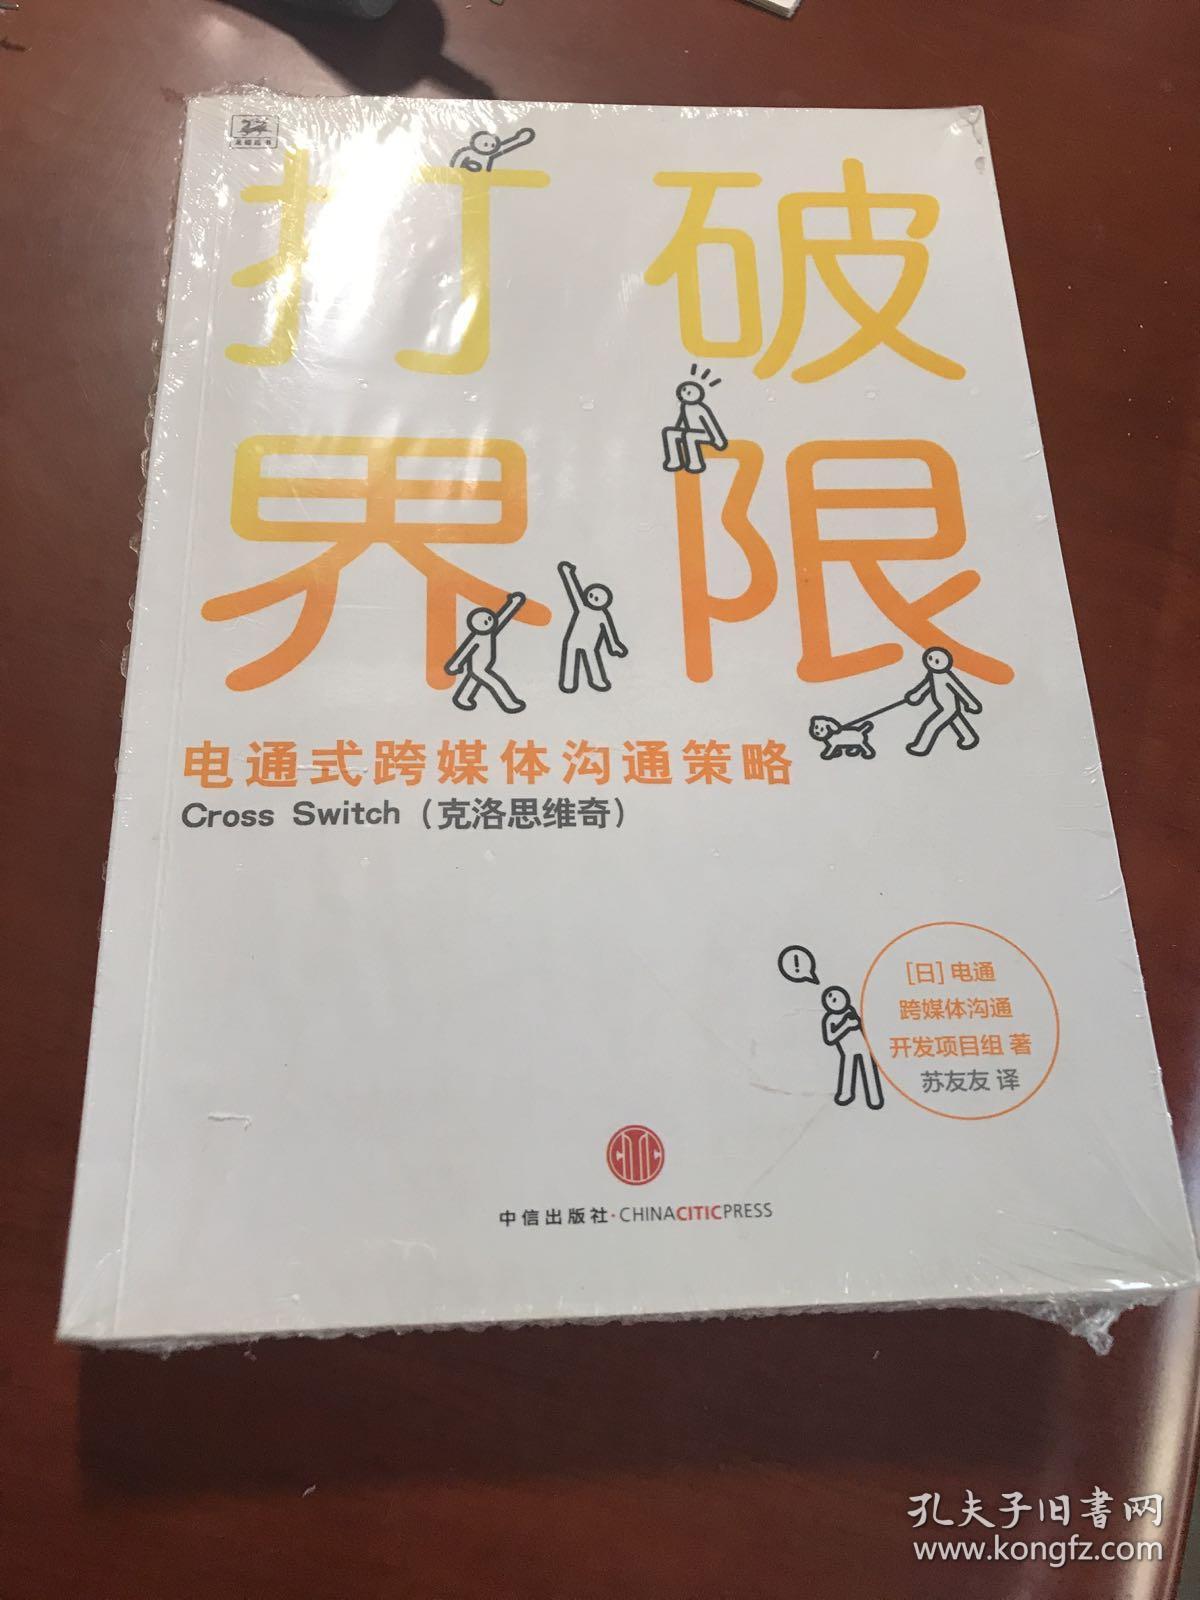 打破
界限
电通式跨媒体沟通策略
Cross Switch（克洛思维奇）
!
[日] 电通
跨媒体沟通
开发项目组 著
苏友友 译
中信出版社·CHINACITICPRESS
孔夫子旧书网
www.kongfz.com